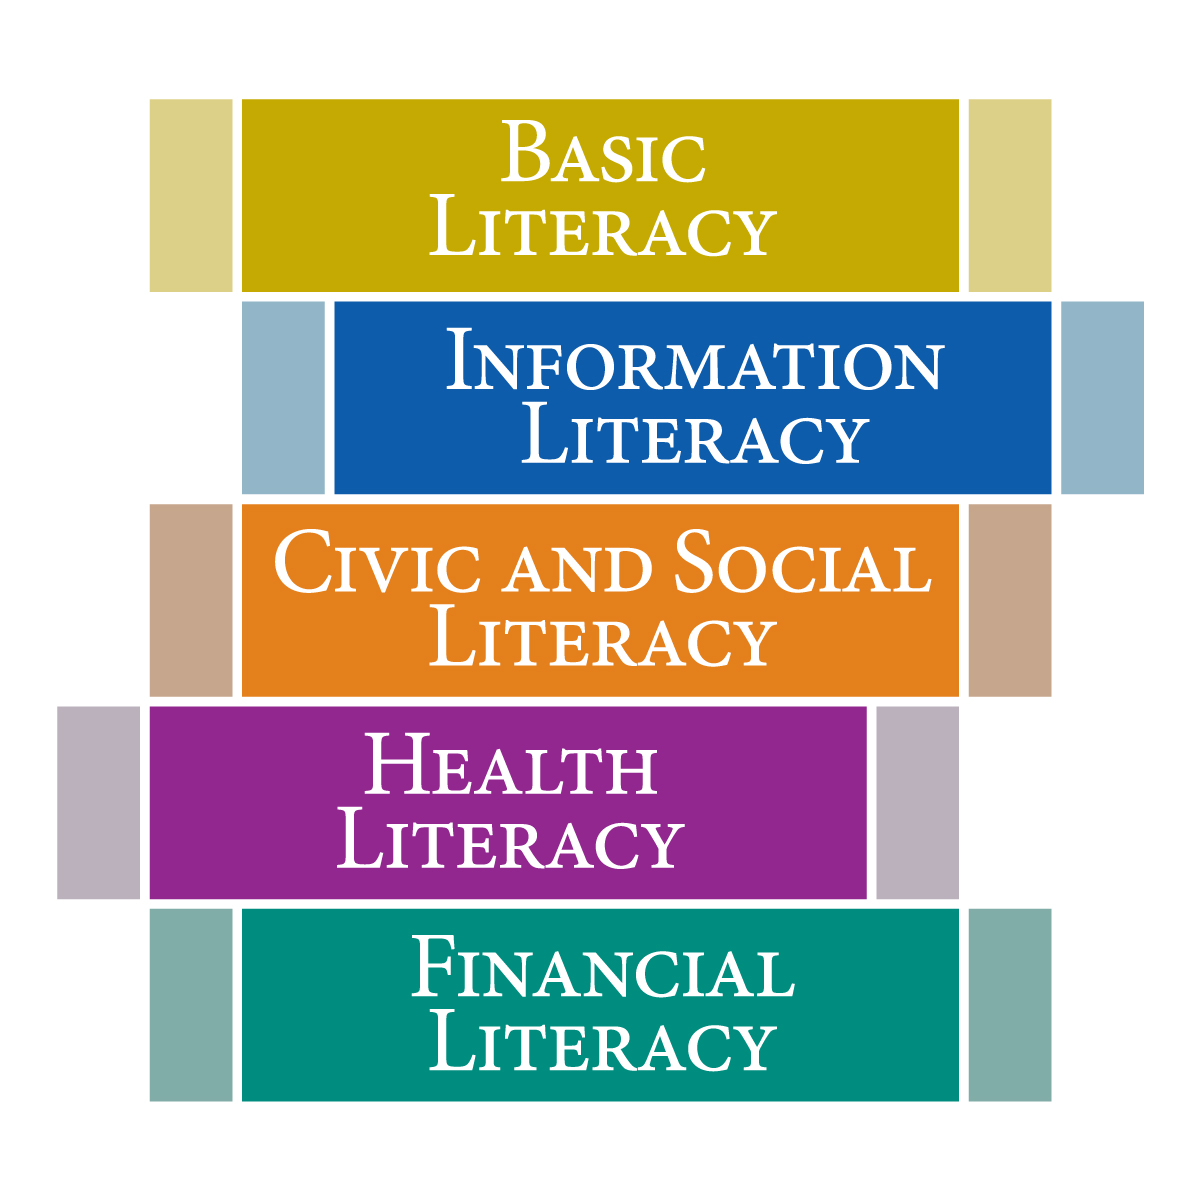 Basic
Literacy
Information
Literacy
Civic and Social
Literacy
Health
Literacy
Financial
Literacy